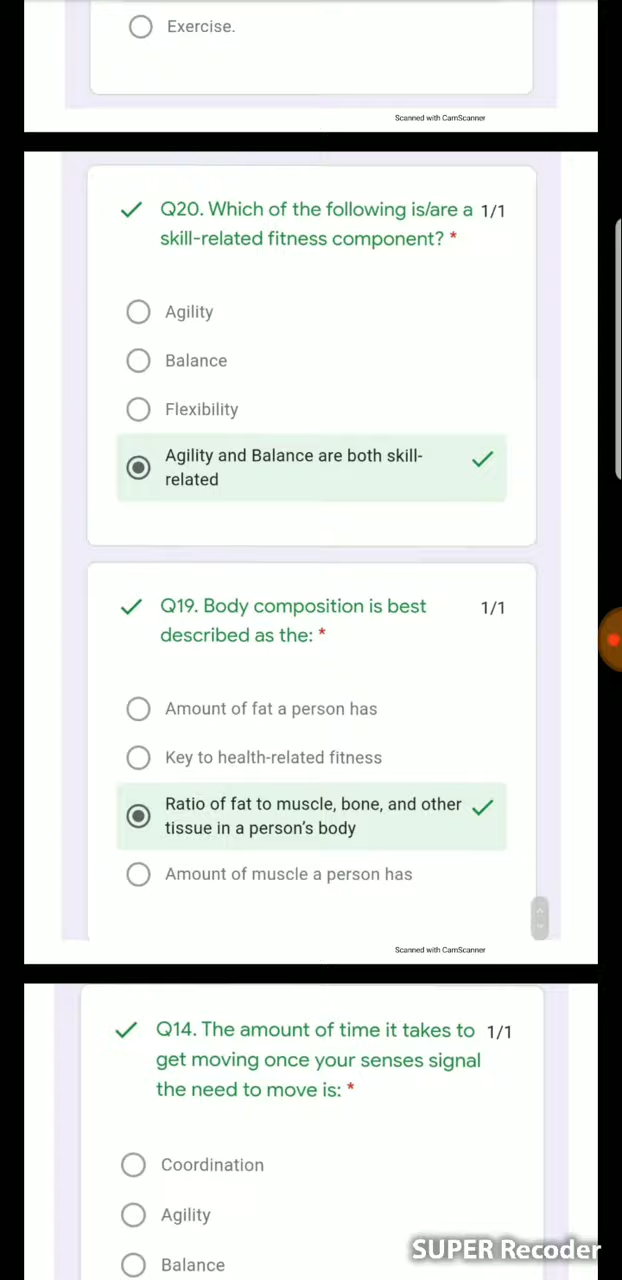 Exercise.
Scanned with CamScanner
Q20. Which of the following is/are a 1/1
skill-related fitness component? *
Agility
Balance
Flexibility
Agility and Balance are both skill-
related
Q19. Body composition is best 1/1
described as the: *
Amount of fat a person has
Key to health-related fitness
Ratio of fat to muscle, bone, and other
tissue in a person's body
Amount of muscle a person has
Scanned with CamScanner
Q14. The amount of time it takes to 1/1
get moving once your senses signal
the need to move is: *
Coordination
Agility
Balance
SUPER Recoder